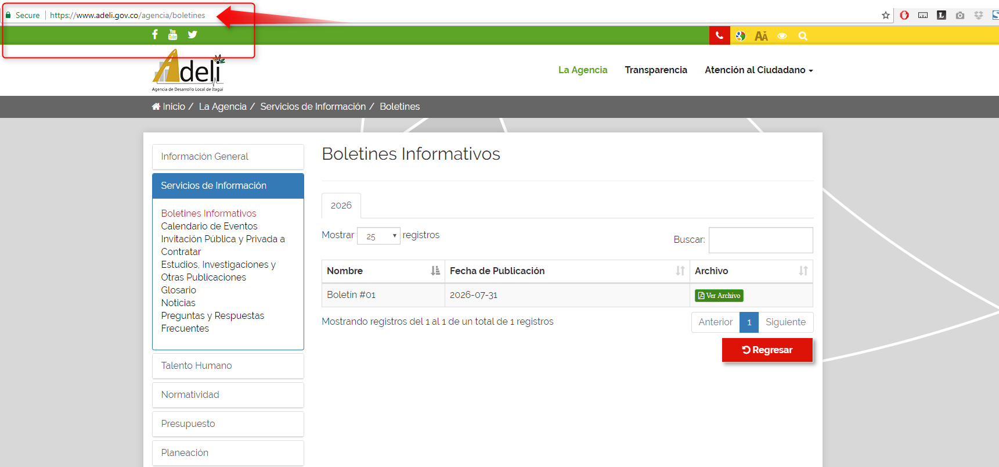 Secure https://www.adeli.gov.co/agencia/boletines
You Tube
Adeli
Agencia de Desarrollo Local de Itagüí
La Agencia Transparencia Atención al Ciudadano
Inicio / La Agencia / Servicios de Información / Boletines
Información General
Servicios de Información
Boletines Informativos
Calendario de Eventos
Invitación Pública y Privada a
Contratar
Estudios, Investigaciones y
Otras Publicaciones
Glosario
Noticias
Preguntas y Respuestas
Frecuentes
Talento Humano
Normatividad
Presupuesto
Planeación
Boletines Informativos
2026
Mostrar 25 registros
Buscar:
Nombre Fecha de Publicación Archivo
Boletín #01 2026-07-31 Ver Archivo
Mostrando registros del 1 al 1 de un total de 1 registros
Anterior 1 Siguiente
Regresar